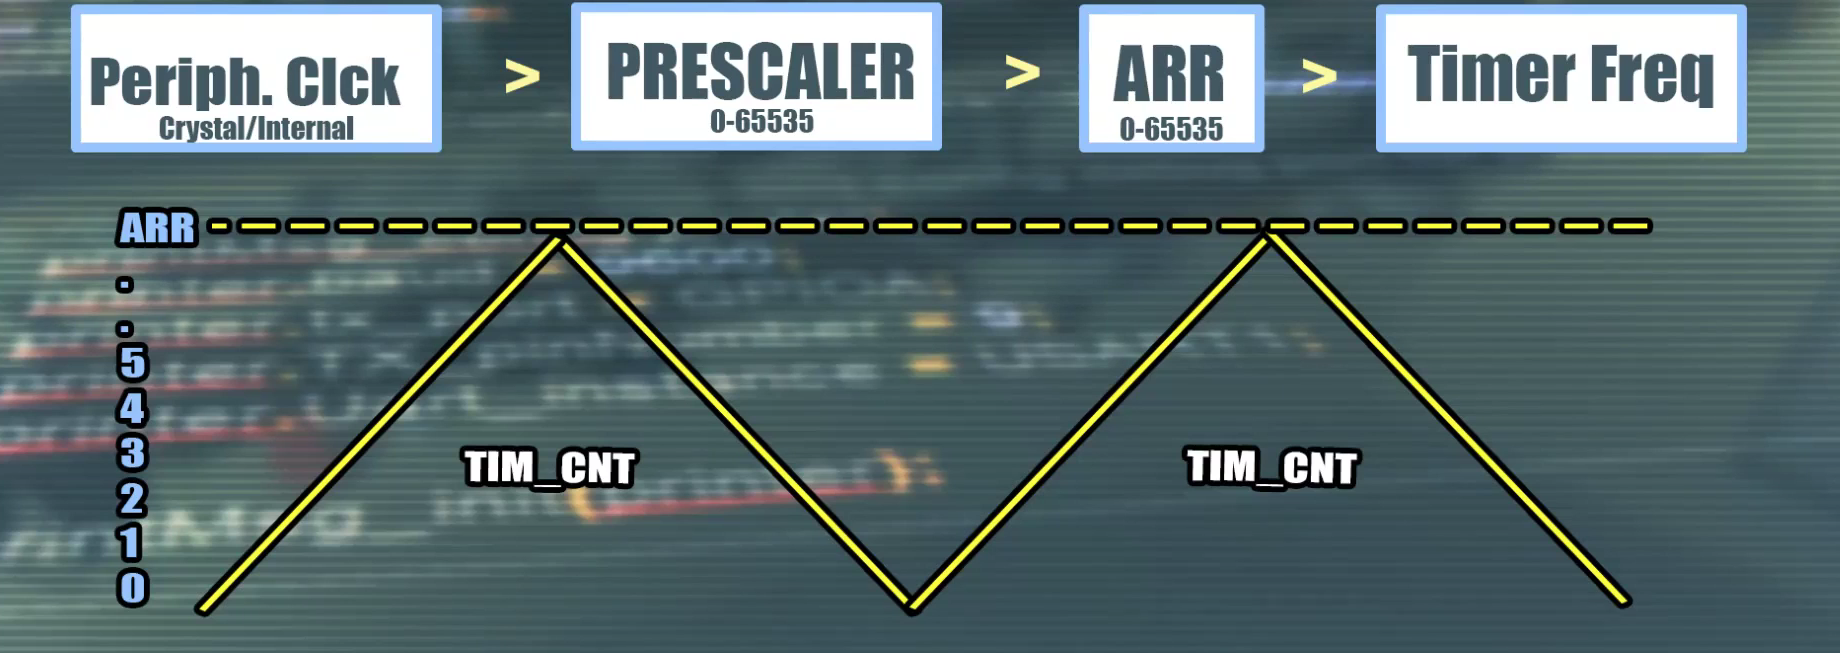 Periph. Clck
Crystal/Internal
>
PRESCALER
0-65535
>
ARR
0-65535
>
Timer Freq
ARR
.
.
5
4
3
2
1
0
TIM_CNT
TIM_CNT